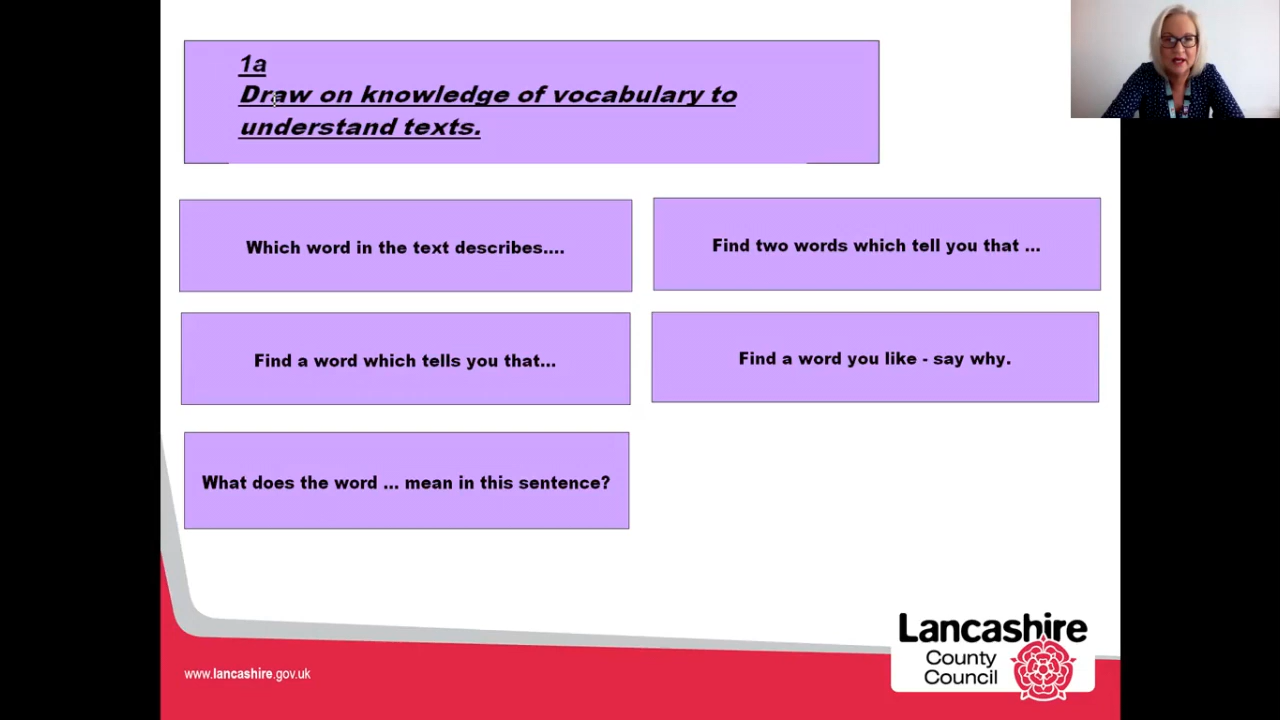 1a
Draw on knowledge of vocabulary to
understand texts.
Which word in the text describes....
Find two words which tell you that ...
Find a word which tells you that...
Find a word you like - say why.
What does the word ... mean in this sentence?
www.lancashire.gov.uk
Lancashire
County
Council